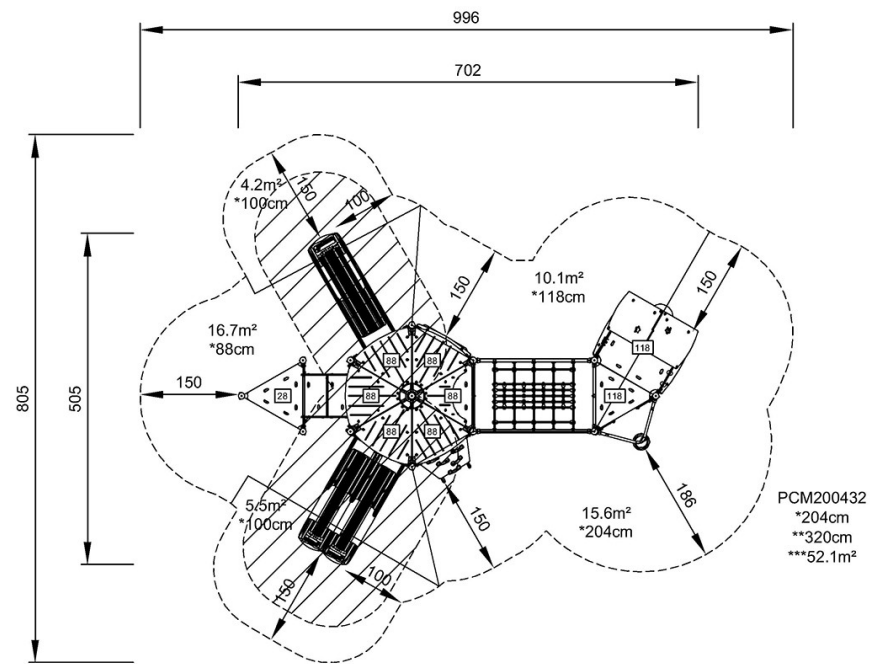 996
702
4.2m²
*100cm
150
100
10.1m²
*118cm
150
150
16.7m²
*88cm
118
88
88
805
505
150
28
88
88
118
88
88
186
PCM200432
*204cm
**320cm
***52.1m²
5.5m²
*100cm
15.6m²
*204cm
150
100
150